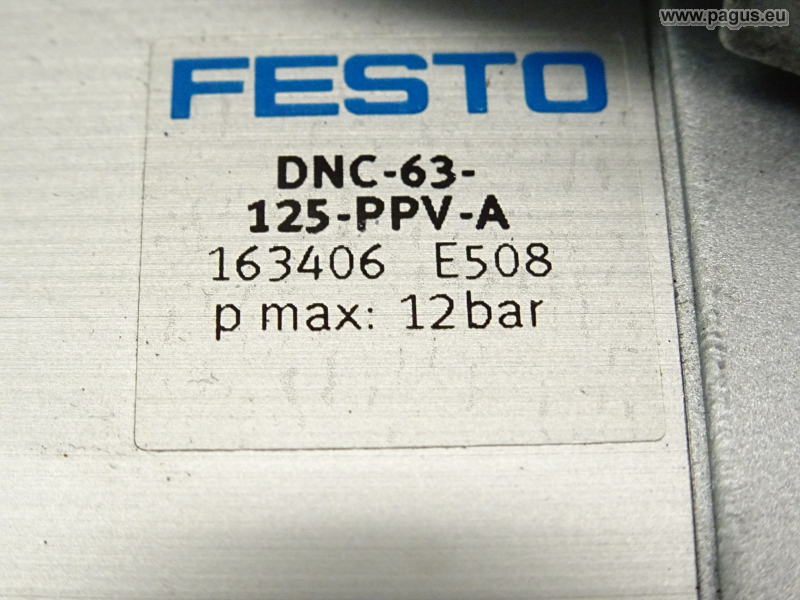 www.pagus.eu
FESTO
DNC-63-
125-PPV-A
163406 E508
p max: 12bar